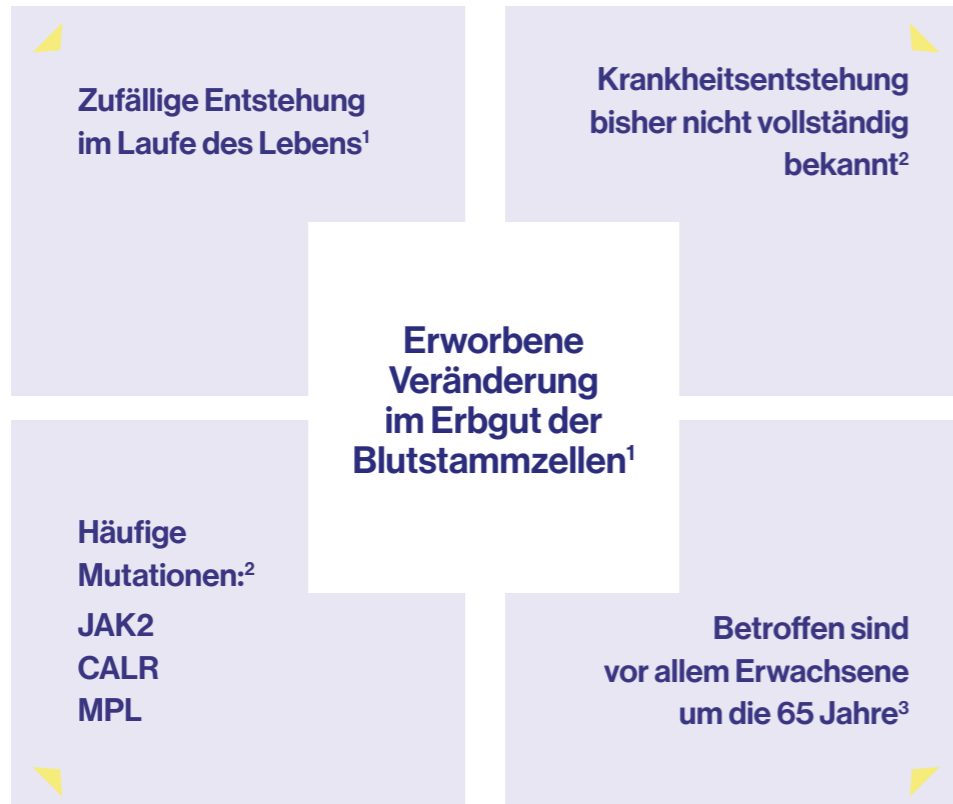 Zufällige Entstehung
im Laufe des Lebens¹
Krankheitsentstehung
bisher nicht vollständig
bekannt²
Erworbene
Veränderung
im Erbgut der
Blutstammzellen¹
Häufige
Mutationen:²
JAK2
CALR
MPL
Betroffen sind
vor allem Erwachsene
um die 65 Jahre³